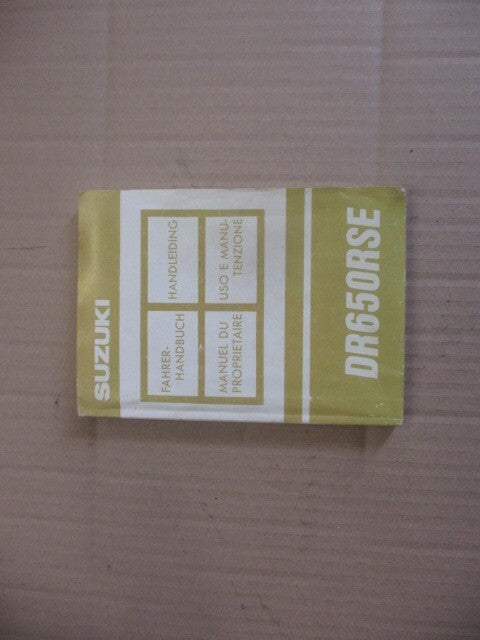 SUZUKI
FAHRER-
HANDBUCH
HANDLEIDING
MANUEL DU
PROPRIETAIRE
USO E MANU-
TENZIONE
DR650RSE